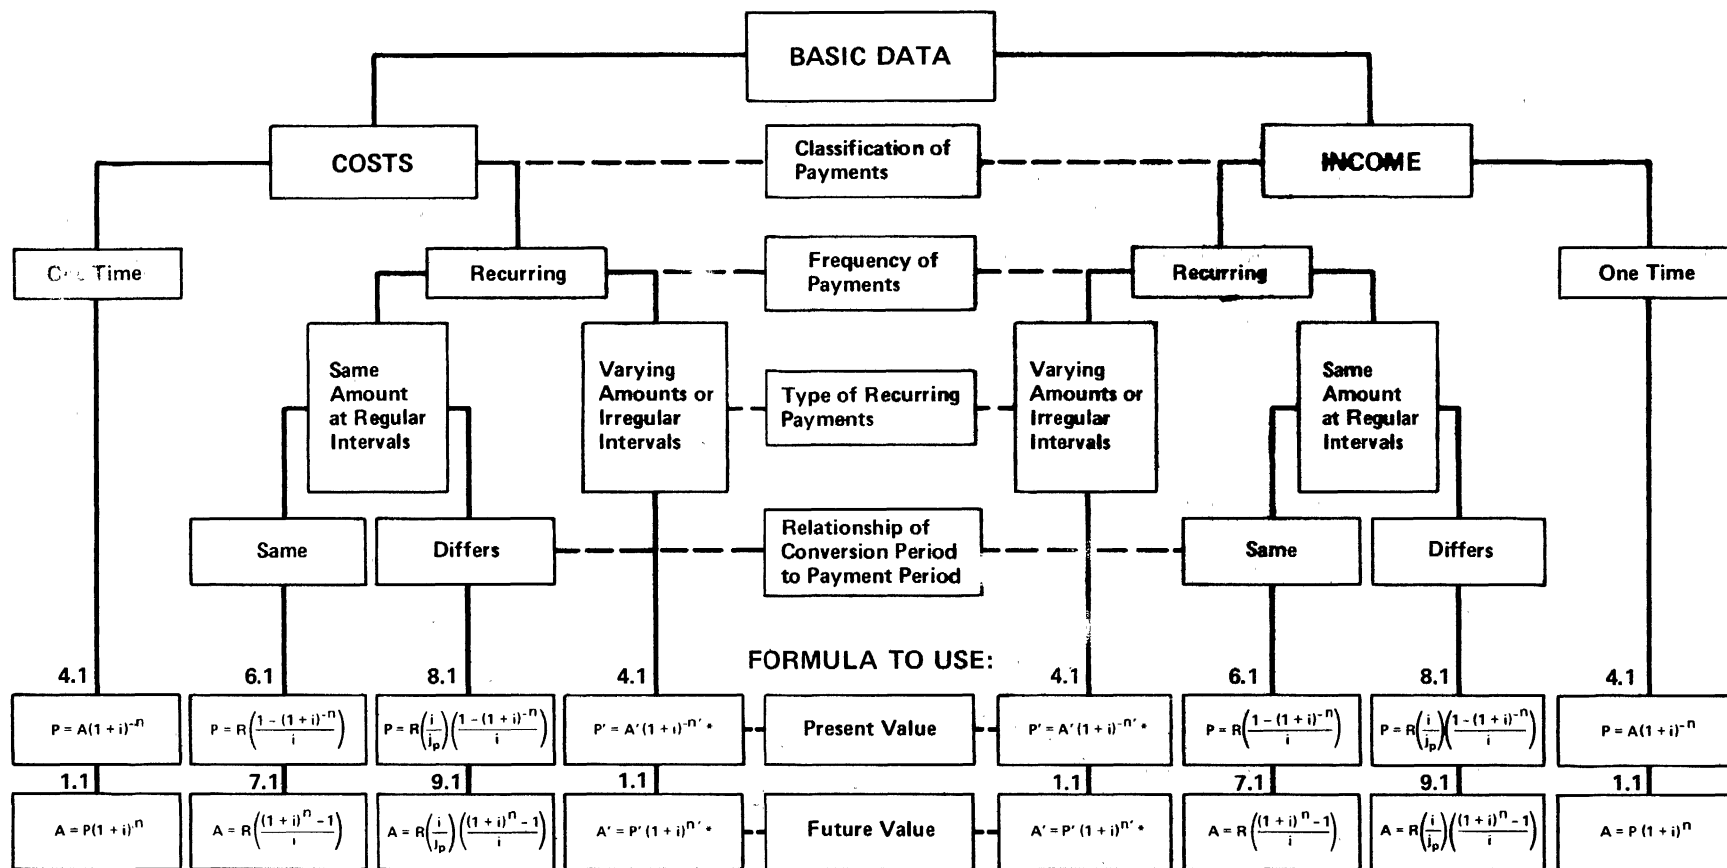 BASIC DATA
COSTS
Classification of
Payments
INCOME
One Time
Recurring
Frequency of
Payments
Recurring
One Time
Same
Amount
at Regular
Intervals
Varying
Amounts or
Irregular
Intervals
Type of Recurring
Payments
Varying
Amounts or
Irregular
Intervals
Same
Amount
at Regular
Intervals
Same
Differs
Relationship of
Conversion Period
to Payment Period
Same
Differs
FORMULA TO USE:
4.1
6.1
8.1
4.1
4.1
6.1
8.1
4.1
P = A(1 + i)^-n
P = R((1 – (1 + i)^-n)/i)
P = R(i/j_p)((1 – (1 + i)^-n)/i)
P' = A' (1 + i)^-n' *
Present Value
P' = A' (1 + i)^-n' *
P = R((1 – (1 + i)^-n)/i)
P = R(i/j_p)((1 – (1 + i)^-n)/i)
P = A(1 + i)^-n
1.1
7.1
9.1
1.1
1.1
7.1
9.1
1.1
A = P(1 + i)^n
A = R(((1 + i)^n – 1)/i)
A = R(i/j_p)(((1 + i)^n – 1)/i)
A' = P' (1 + i)^n' *
Future Value
A' = P' (1 + i)^n' *
A = R(((1 + i)^n – 1)/i)
A = R(i/j_p)(((1 + i)^n – 1)/i)
A = P (1 + i)^n